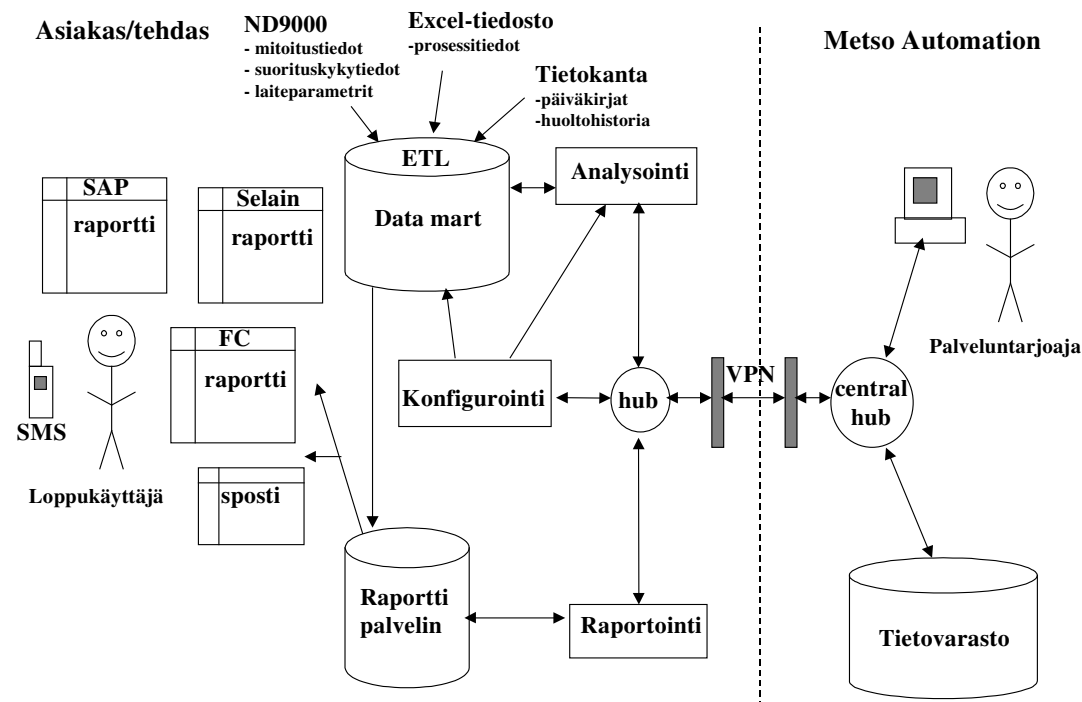 Asiakas/tehdas
ND9000
- mitoitustiedot
- suorituskykytiedot
- laiteparametrit
Excel-tiedosto
-prosessitiedot
Tietokanta
-päiväkirjat
-huoltohistoria
Metso Automation
ETL
Data mart
Analysointi
SAP
raportti
Selain
raportti
FC
raportti
SMS
Loppukäyttäjä
sposti
Konfigurointi
hub
VPN
central
hub
Palveluntarjoaja
Raportti
palvelin
Raportointi
Tietovarasto